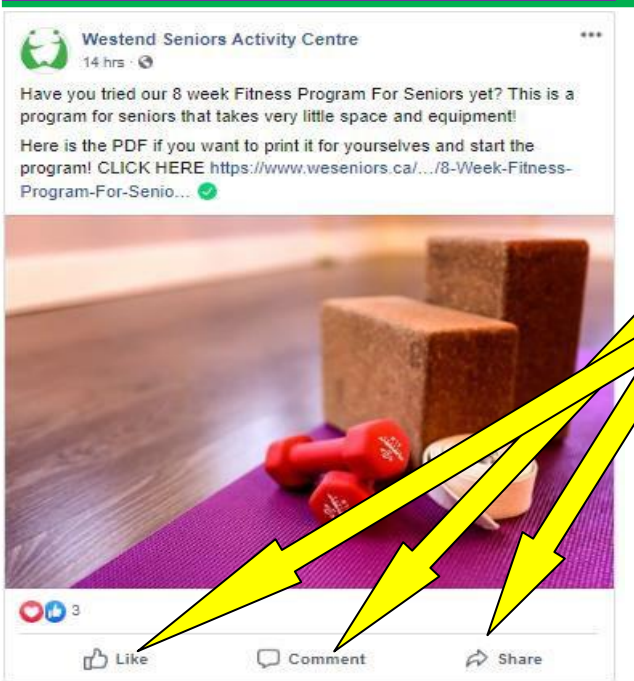 Westend Seniors Activity Centre
14 hrs ·
Have you tried our 8 week Fitness Program For Seniors yet? This is a
program for seniors that takes very little space and equipment!
Here is the PDF if you want to print it for yourselves and start the
program! CLICK HERE https://www.weseniors.ca/.../8-Week-Fitness-
Program-For-Senio...
3
Like Comment Share